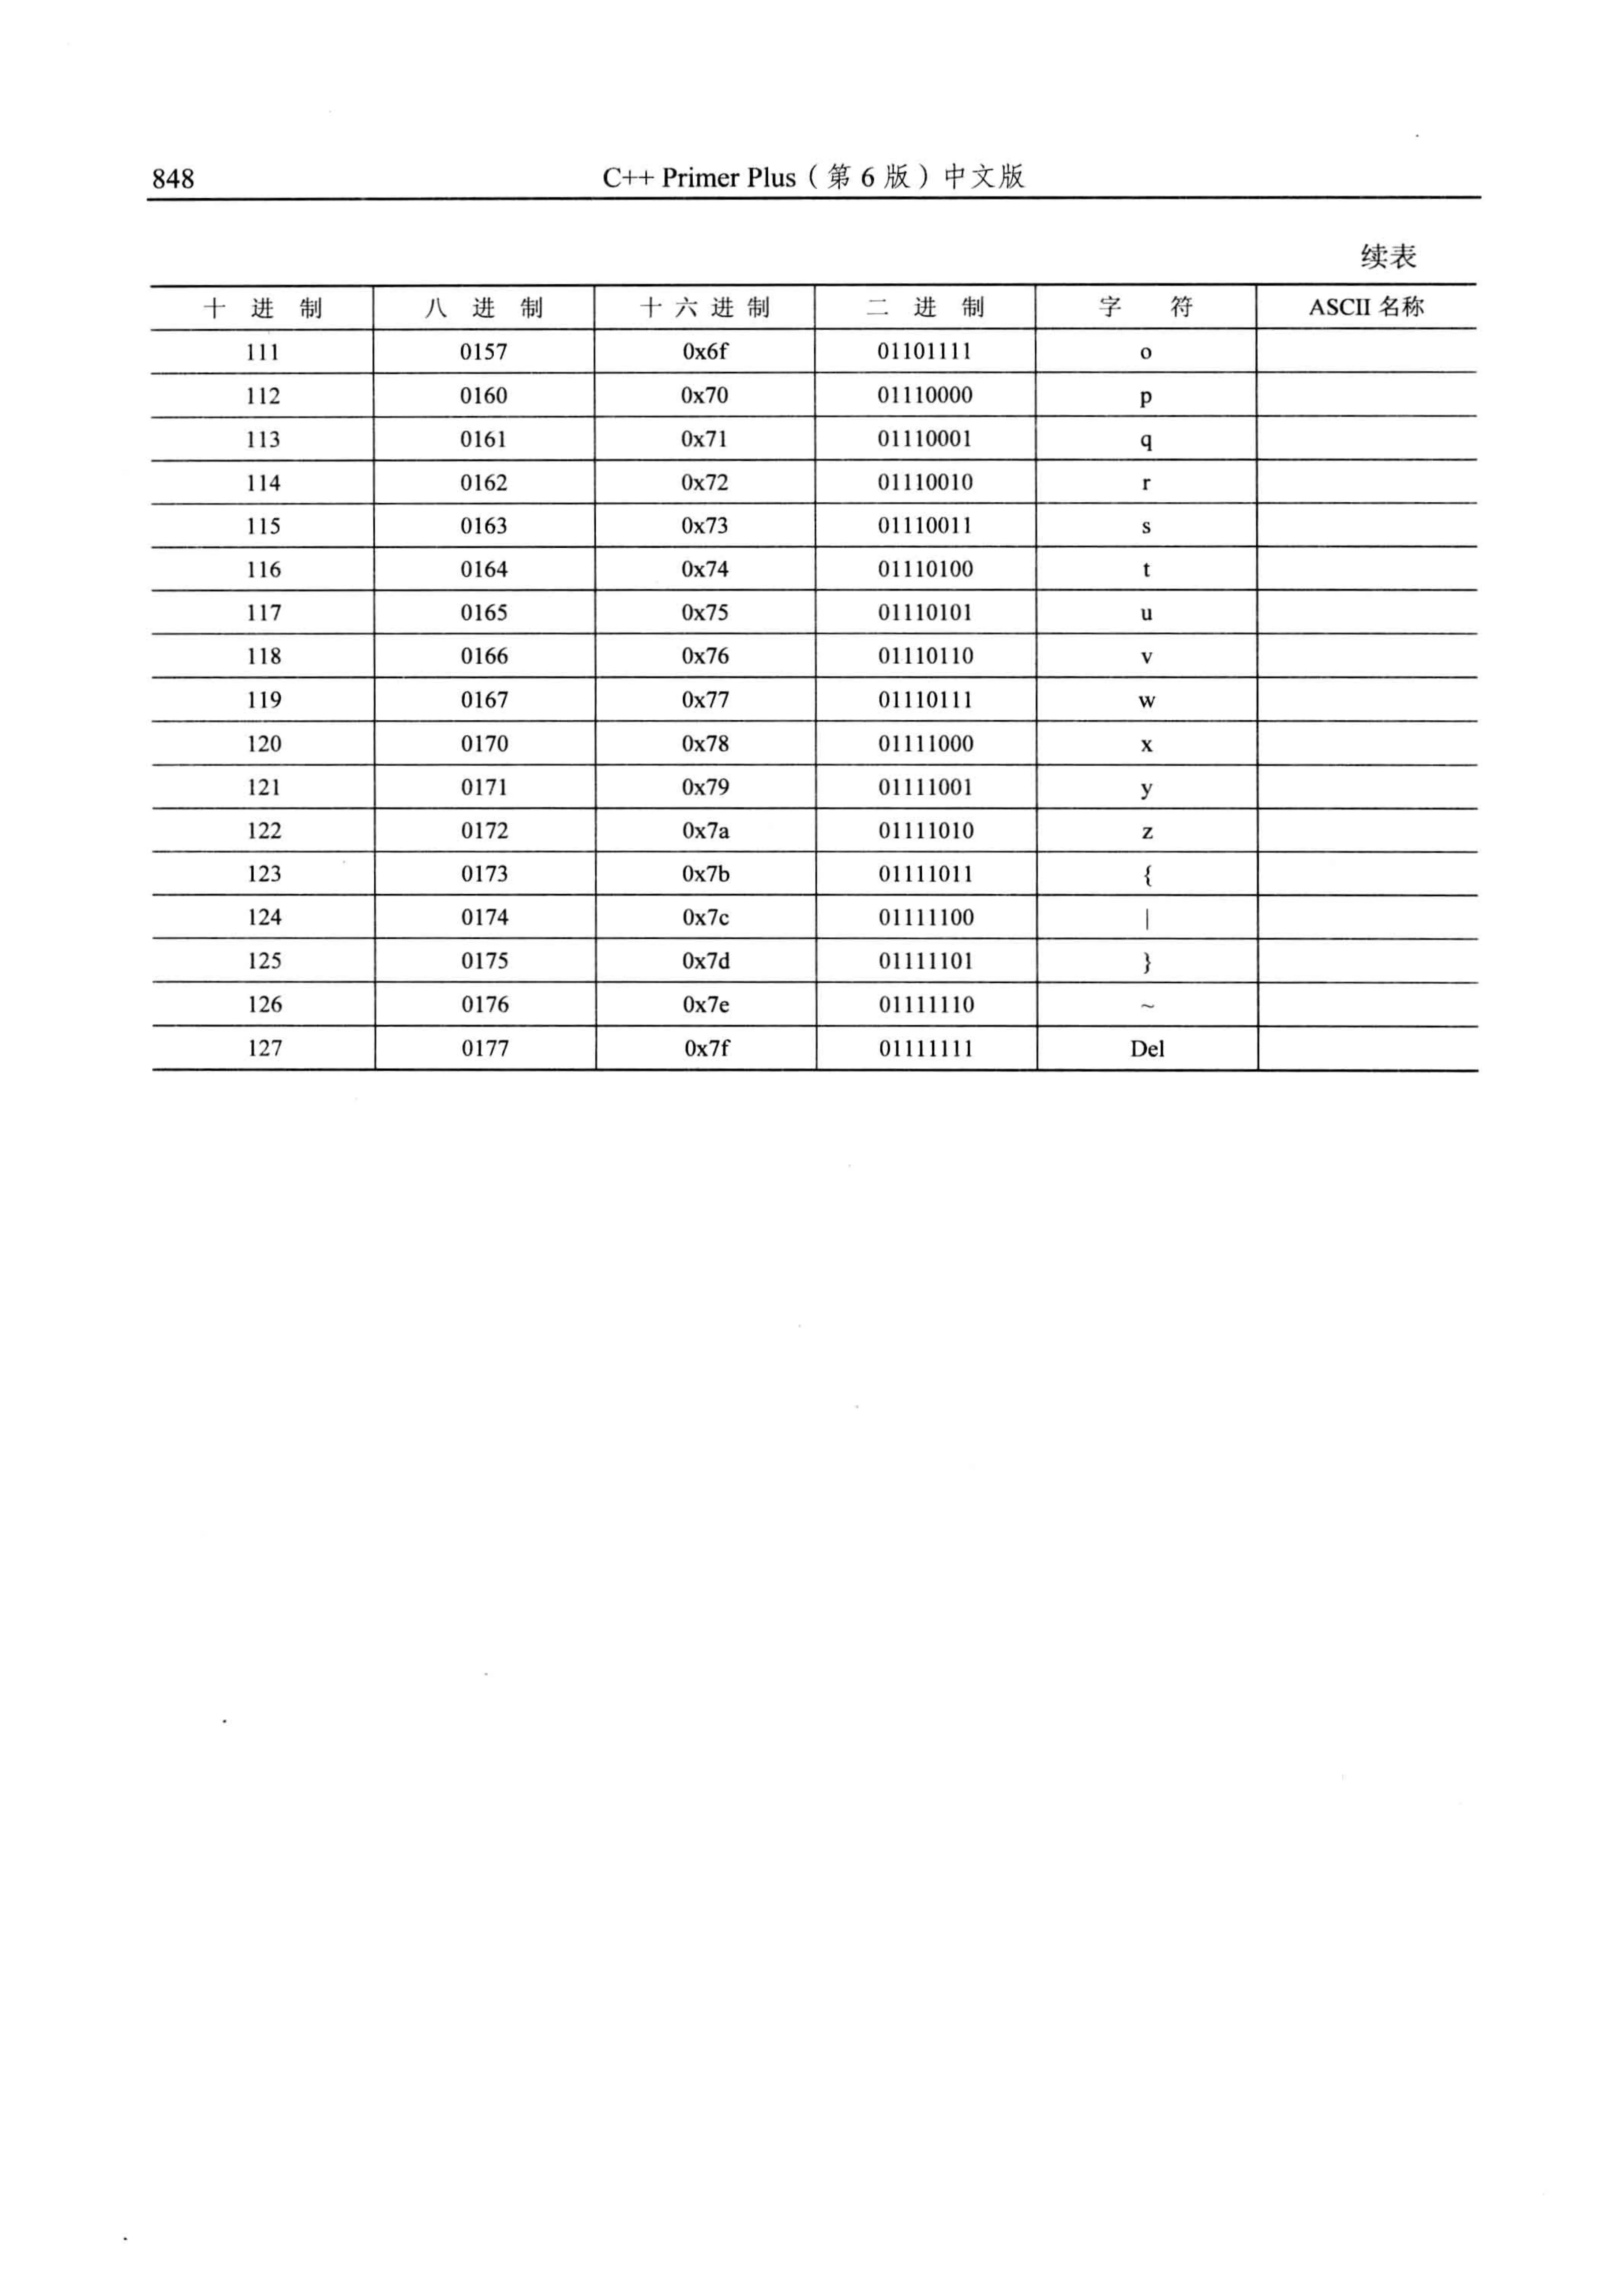 848 C++ Primer Plus（第 6 版）中文版
续表
十 进 制 八 进 制 十 六 进 制 二 进 制 字 符 ASCII 名称
111 0157 0x6f 01101111 o
112 0160 0x70 01110000 p
113 0161 0x71 01110001 q
114 0162 0x72 01110010 r
115 0163 0x73 01110011 s
116 0164 0x74 01110100 t
117 0165 0x75 01110101 u
118 0166 0x76 01110110 v
119 0167 0x77 01110111 w
120 0170 0x78 01111000 x
121 0171 0x79 01111001 y
122 0172 0x7a 01111010 z
123 0173 0x7b 01111011 {
124 0174 0x7c 01111100 |
125 0175 0x7d 01111101 }
126 0176 0x7e 01111110 ~
127 0177 0x7f 01111111 Del